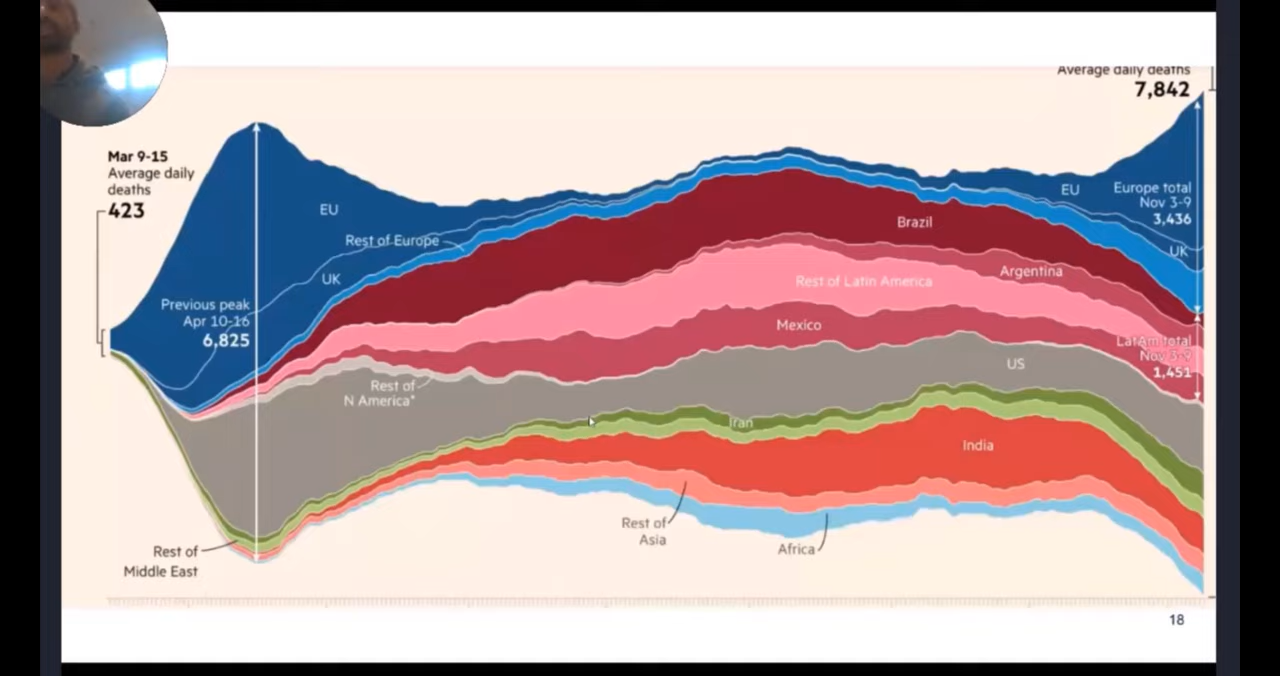 Average daily deaths
7,842
Mar 9-15
Average daily
deaths
423
EU
Rest of Europe
UK
Previous peak
Apr 10-16
6,825
Rest of
N America*
Rest of
Middle East
Brazil
Argentina
Rest of Latin America
Mexico
US
Iran
India
Rest of
Asia
Africa
EU
Europe total
Nov 3-9
3,436
UK
LatAm total
Nov 3-9
1,451
18